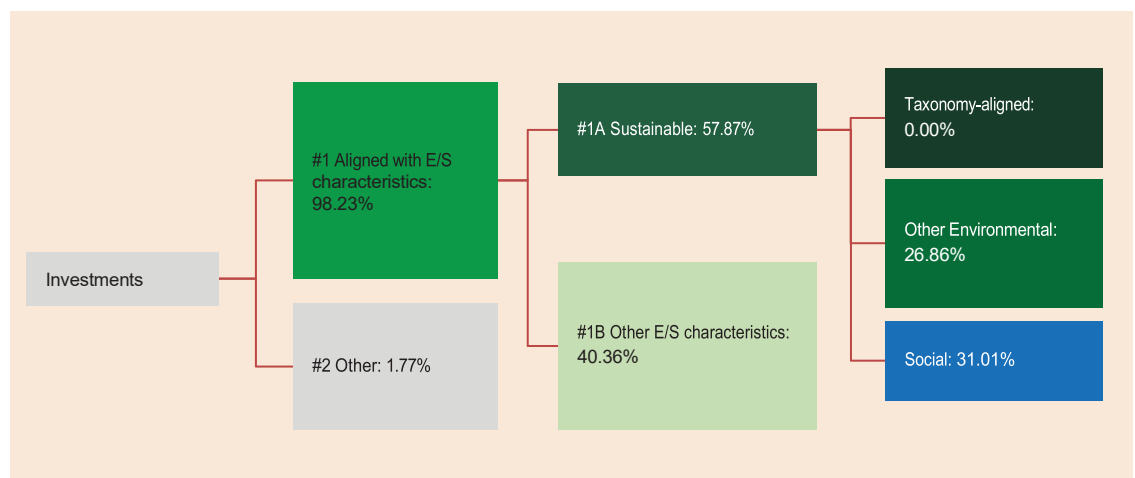 Investments
#1 Aligned with E/S
characteristics:
98.23%
#2 Other: 1.77%
#1A Sustainable: 57.87%
#1B Other E/S characteristics:
40.36%
Taxonomy-aligned:
0.00%
Other Environmental:
26.86%
Social: 31.01%